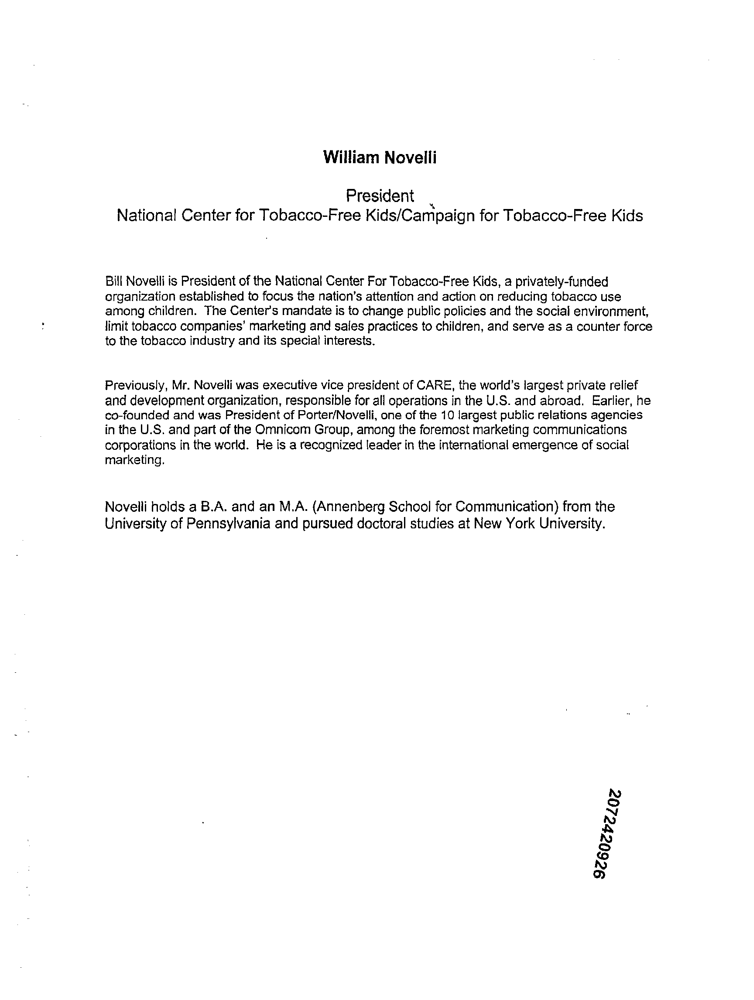 William Novelli
President
National Center for Tobacco-Free Kids/Campaign for Tobacco-Free Kids
Bill Novelli is President of the National Center For Tobacco-Free Kids, a privately-funded
organization established to focus the nation's attention and action on reducing tobacco use
among children. The Center's mandate is to change public policies and the social environment,
limit tobacco companies' marketing and sales practices to children, and serve as a counter force
to the tobacco industry and its special interests.
Previously, Mr. Novelli was executive vice president of CARE, the world's largest private relief
and development organization, responsible for all operations in the U.S. and abroad. Earlier, he
co-founded and was President of Porter/Novelli, one of the 10 largest public relations agencies
in the U.S. and part of the Omnicom Group, among the foremost marketing communications
corporations in the world. He is a recognized leader in the international emergence of social
marketing.
Novelli holds a B.A. and an M.A. (Annenberg School for Communication) from the
University of Pennsylvania and pursued doctoral studies at New York University.
2072420926